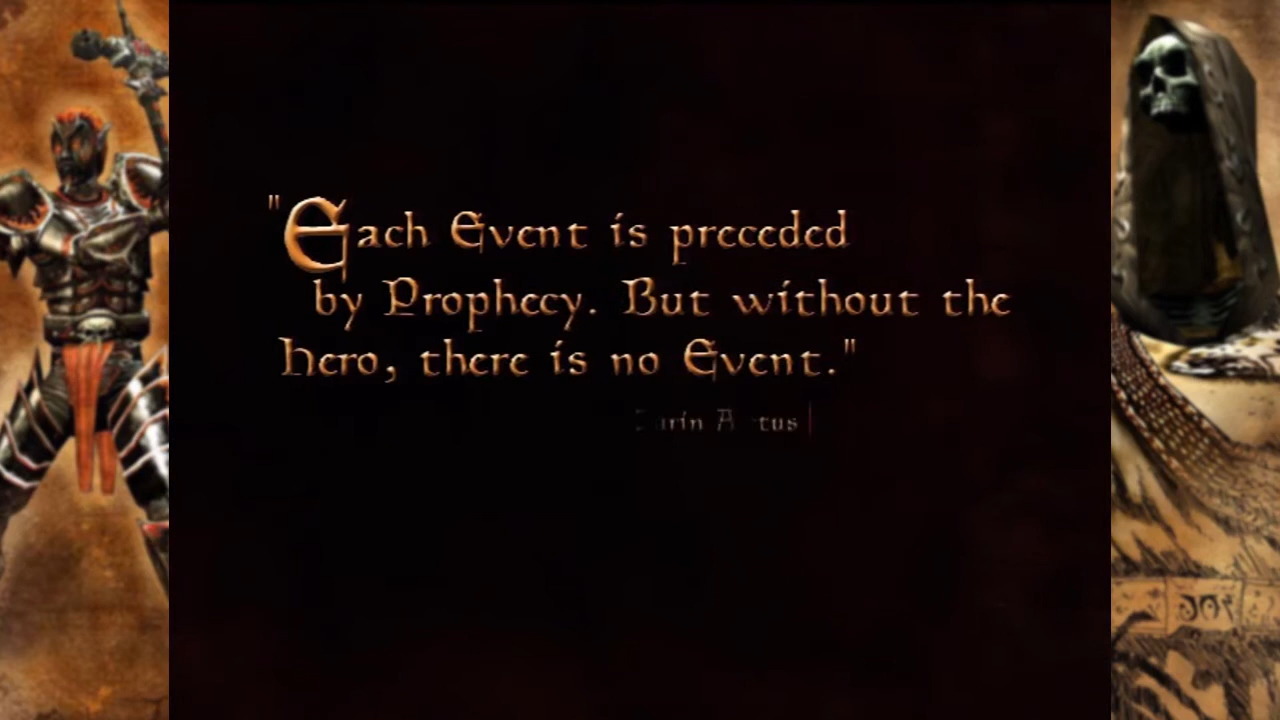 "Each Event is preceded
by Prophecy. But without the
hero, there is no Event."